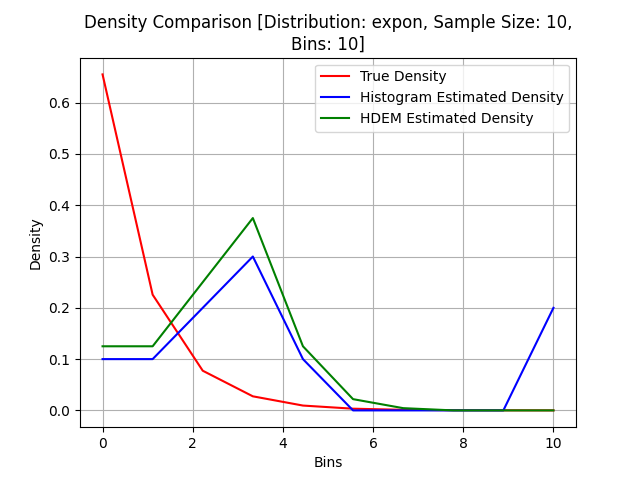 Density Comparison [Distribution: expon, Sample Size: 10,
Bins: 10]
True Density
Histogram Estimated Density
HDEM Estimated Density
Density
0.6
0.5
0.4
0.3
0.2
0.1
0.0
0 2 4 6 8 10
Bins